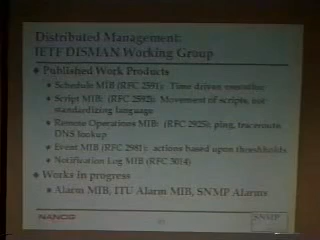 Distributed Management:
IETF DISMAN Working Group
Published Work Products
Schedule MIB (RFC 2591): Time driven execution
Script MIB: (RFC 2592): Movement of scripts, not
standardizing language
Remote Operations MIB: (RFC 2925): ping, traceroute,
DNS lookup
Event MIB (RFC 2981): actions based upon thresholds
Notification Log MIB (RFC 3014)
Works in progress
Alarm MIB, ITU Alarm MIB, SNMP Alarms
NANOG
SNMP